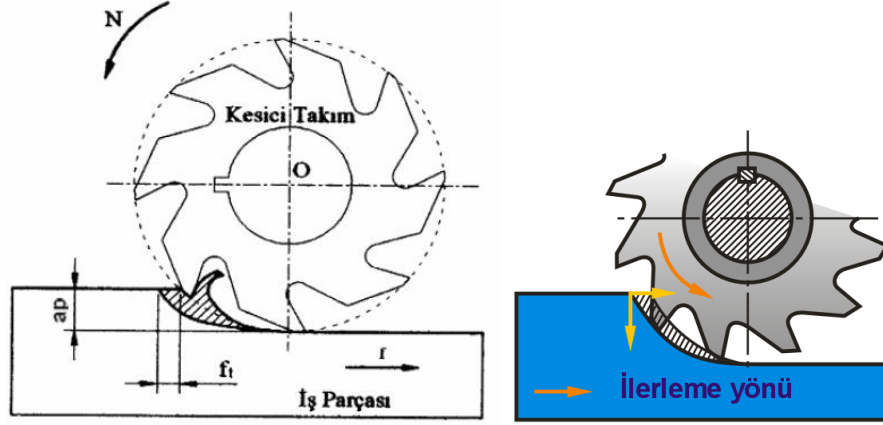 N
Kesici Takım
O
ap
f
fₜ
İş Parçası
İlerleme yönü